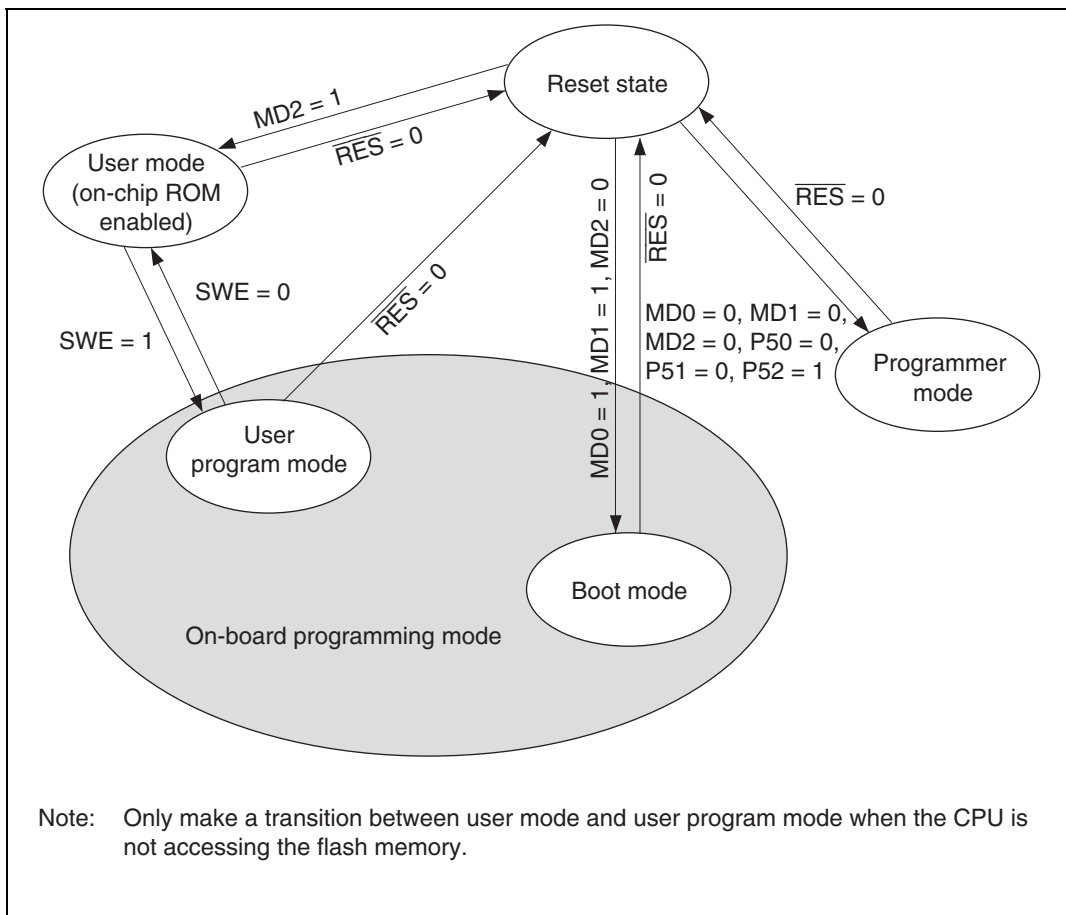 Reset state
MD2 = 1
RES = 0
User mode
(on-chip ROM
enabled)
SWE = 0
SWE = 1
RES = 0
MD0 = 1, MD1 = 1, MD2 = 0
RES = 0
RES = 0
MD0 = 0, MD1 = 0,
MD2 = 0, P50 = 0,
P51 = 0, P52 = 1
Programmer
mode
User
program mode
Boot mode
On-board programming mode
Note: Only make a transition between user mode and user program mode when the CPU is
not accessing the flash memory.